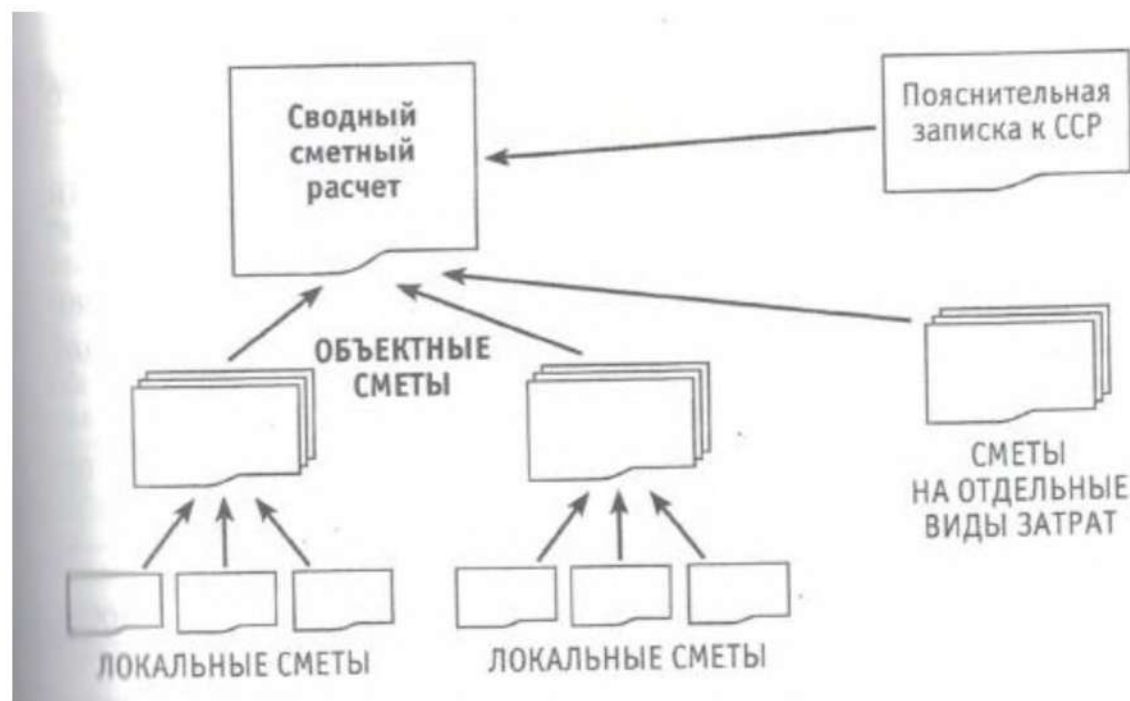 Сводный
сметный
расчет
Пояснительная
записка к ССР
ОБЪЕКТНЫЕ
СМЕТЫ
СМЕТЫ
НА ОТДЕЛЬНЫЕ
ВИДЫ ЗАТРАТ
ЛОКАЛЬНЫЕ СМЕТЫ
ЛОКАЛЬНЫЕ СМЕТЫ